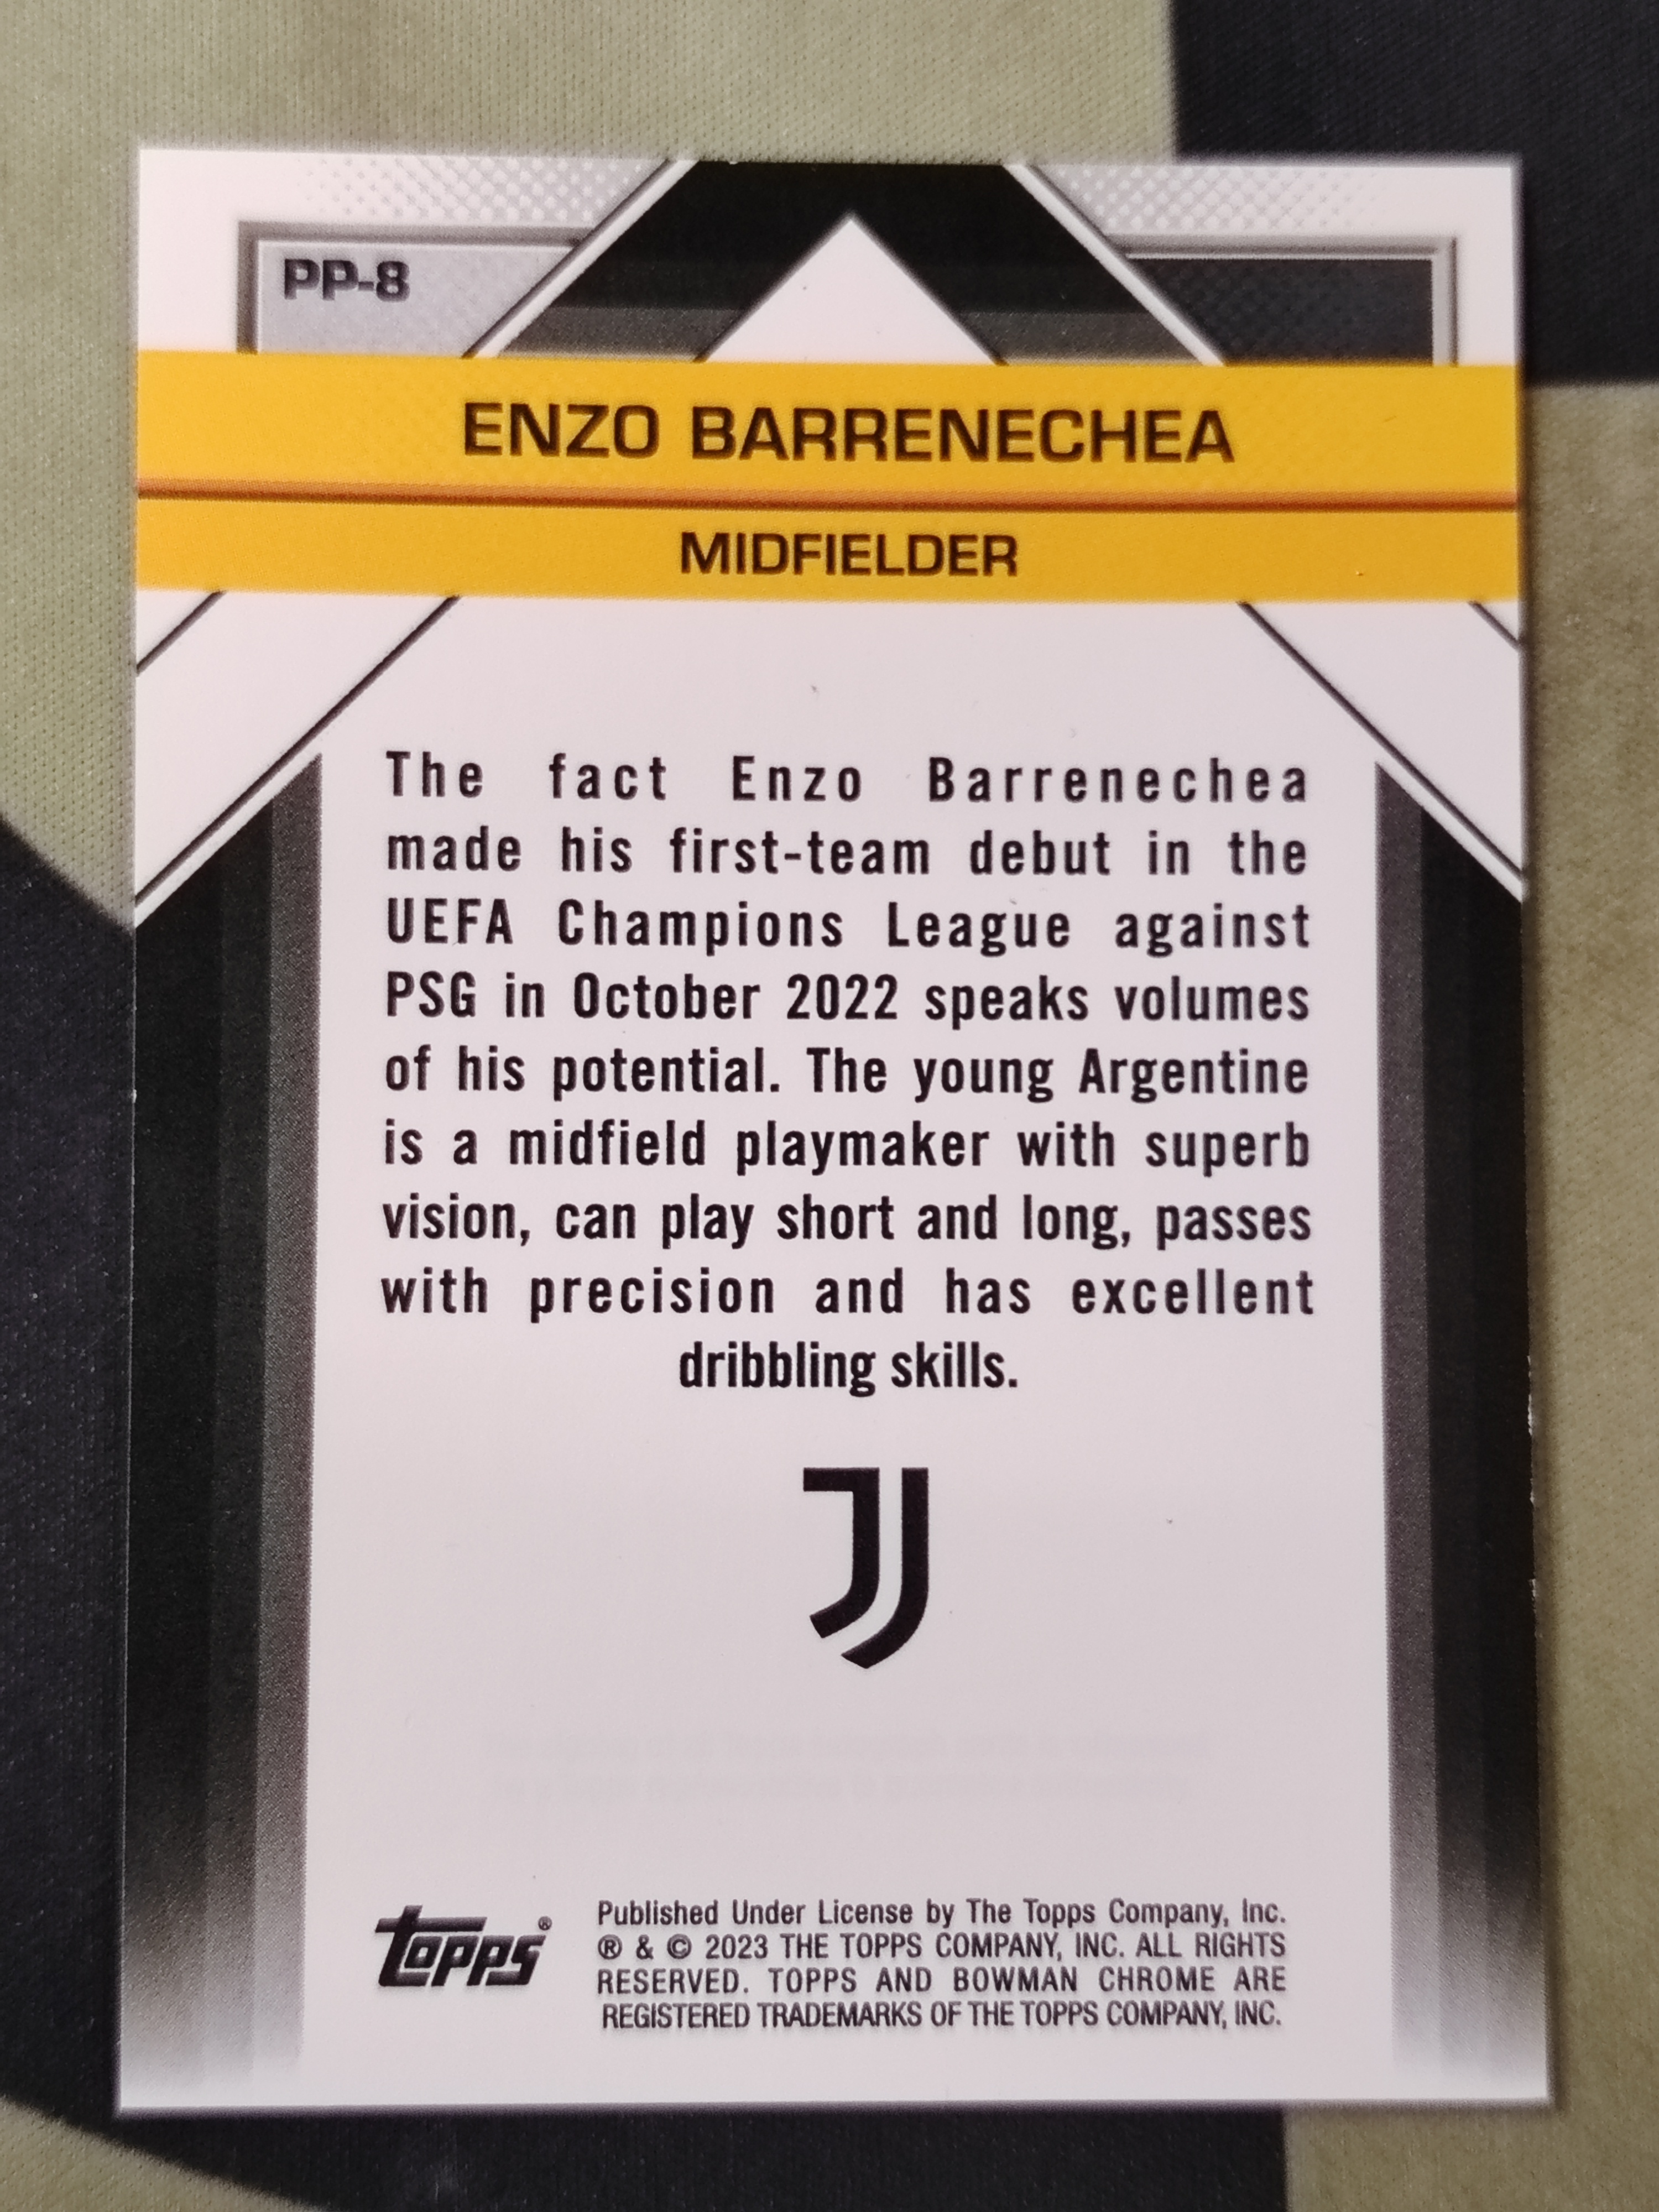 PP-8
ENZO BARRENECHEA
MIDFIELDER
The fact Enzo Barrenechea
made his first-team debut in the
UEFA Champions League against
PSG in October 2022 speaks volumes
of his potential. The young Argentine
is a midfield playmaker with superb
vision, can play short and long, passes
with precision and has excellent
dribbling skills.
topps®
Published Under License by The Topps Company, Inc.
® & © 2023 THE TOPPS COMPANY, INC. ALL RIGHTS
RESERVED. TOPPS AND BOWMAN CHROME ARE
REGISTERED TRADEMARKS OF THE TOPPS COMPANY, INC.